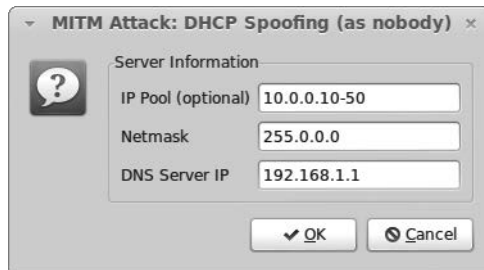 MITM Attack: DHCP Spoofing (as nobody)
Server Information
IP Pool (optional) 10.0.0.10-50
Netmask 255.0.0.0
DNS Server IP 192.168.1.1
OK Cancel